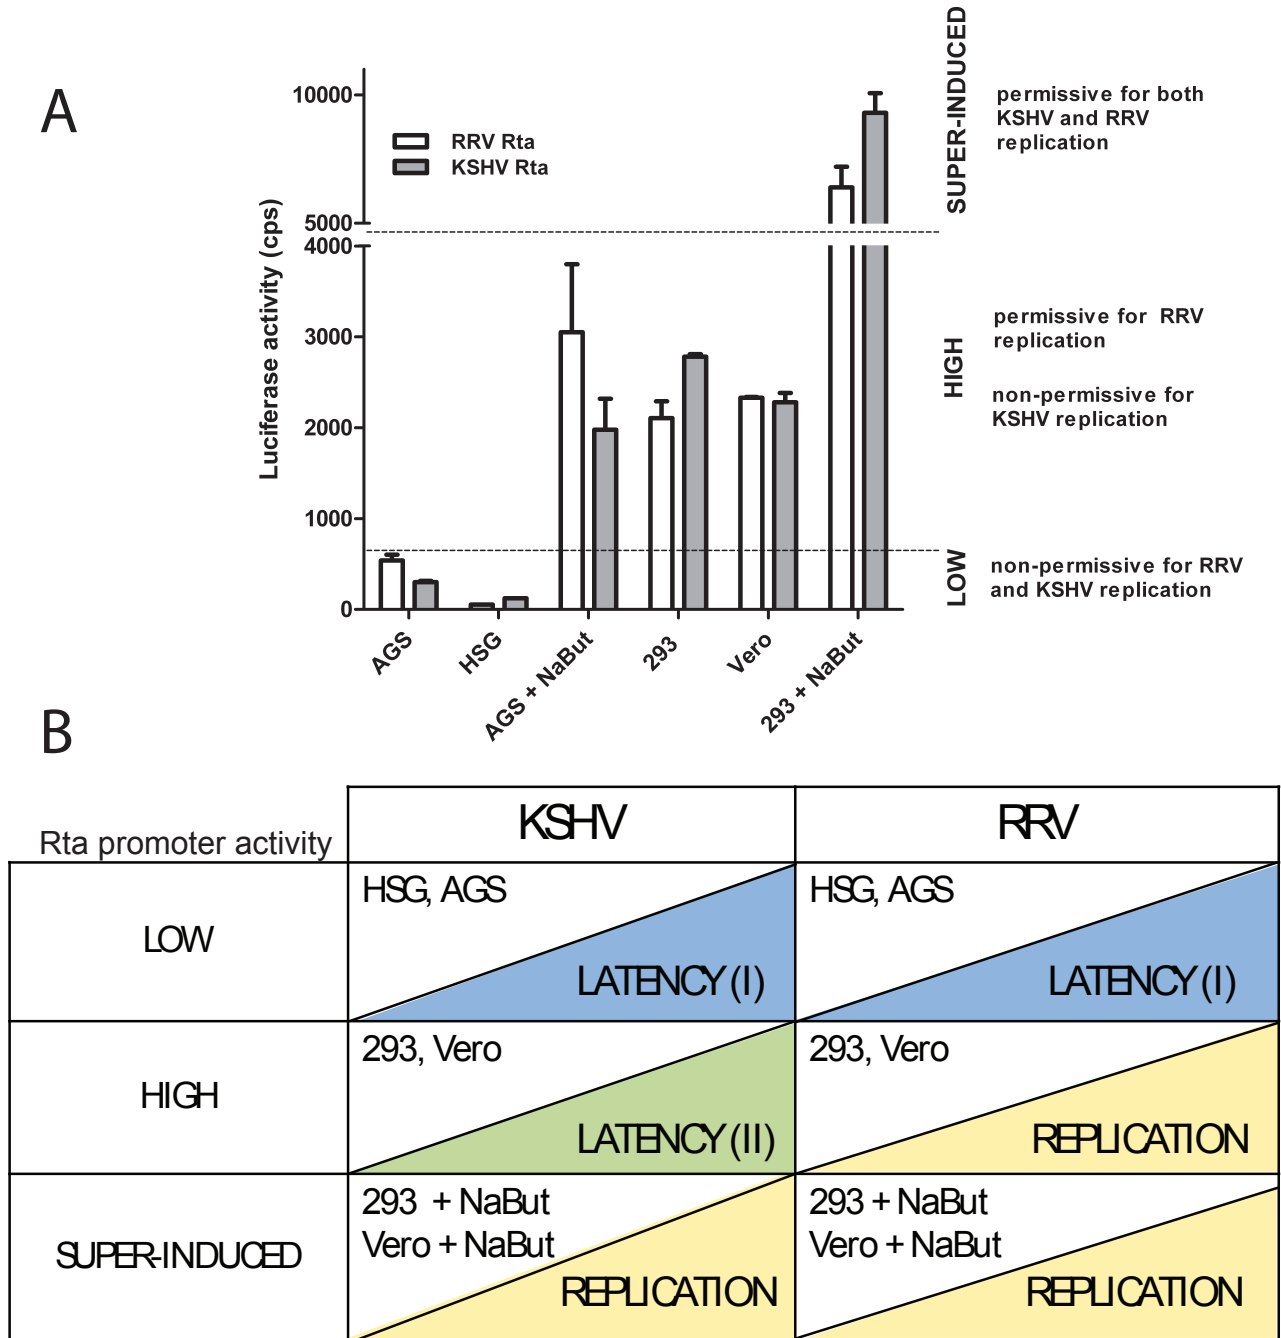 A
10000
5000
4000
3000
2000
1000
0
Luciferase activity (cps)
RRV Rta
KSHV Rta
AGS
HSG
AGS + NaBut
293
Vero
293 + NaBut
SUPER-INDUCED
permissive for both
KSHV and RRV
replication
HIGH
permissive for RRV
replication
non-permissive for
KSHV replication
LOW
non-permissive for RRV
and KSHV replication
B
Rta promoter activity
KSHV
RRV
LOW
HSG, AGS
LATENCY (I)
HSG, AGS
LATENCY (I)
HIGH
293, Vero
LATENCY (II)
293, Vero
REPLICATION
SUPER-INDUCED
293 + NaBut
Vero + NaBut
REPLICATION
293 + NaBut
Vero + NaBut
REPLICATION